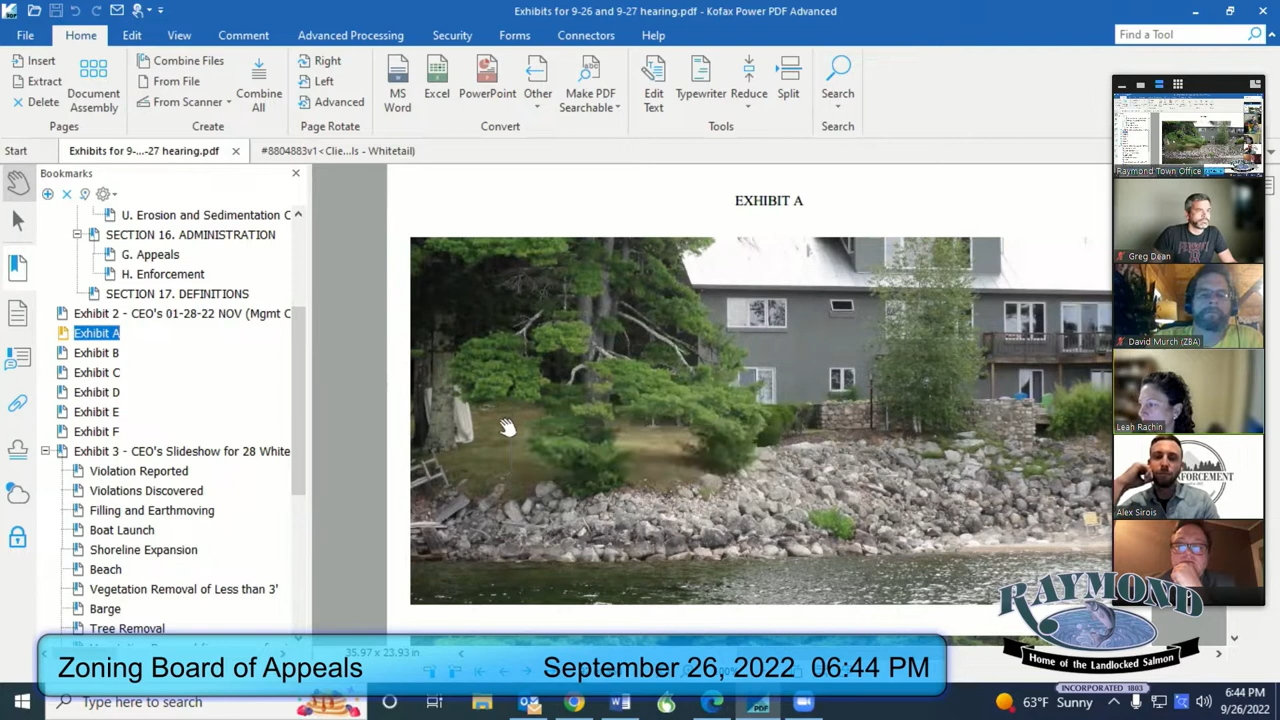 Exhibits for 9-26 and 9-27 hearing.pdf - Kofax Power PDF Advanced
File Home Edit View Comment Advanced Processing Security Forms Connectors Help
Find a Tool
Insert
Extract
Delete
Document Assembly
Pages
Combine Files
From File
From Scanner
Combine All
Create
Right
Left
Advanced
Page Rotate
MS Word
Excel
PowerPoint
Other
Make PDF Searchable
Convert
Edit Text
Typewriter
Reduce
Split
Tools
Search
Search
Start
Exhibits for 9-...-27 hearing.pdf
#8804883v1<Clie...ls - Whitetail
Bookmarks
U. Erosion and Sedimentation C
SECTION 16. ADMINISTRATION
G. Appeals
H. Enforcement
SECTION 17. DEFINITIONS
Exhibit 2 - CEO's 01-28-22 NOV (Mgmt C
Exhibit A
Exhibit B
Exhibit C
Exhibit D
Exhibit E
Exhibit F
Exhibit 3 - CEO's Slideshow for 28 White
Violation Reported
Violations Discovered
Filling and Earthmoving
Boat Launch
Shoreline Expansion
Beach
Vegetation Removal of Less than 3'
Barge
Tree Removal
EXHIBIT A
Raymond Town Office
Greg Dean
David Murch (ZBA)
Leah Rachin
Alex Sirois
RAYMOND
Home of the Landlocked Salmon
INCORPORATED 1803
35.97 x 23.93 in
Zoning Board of Appeals September 26, 2022 06:44 PM
Type here to search
63°F Sunny
6:44 PM
9/26/2022